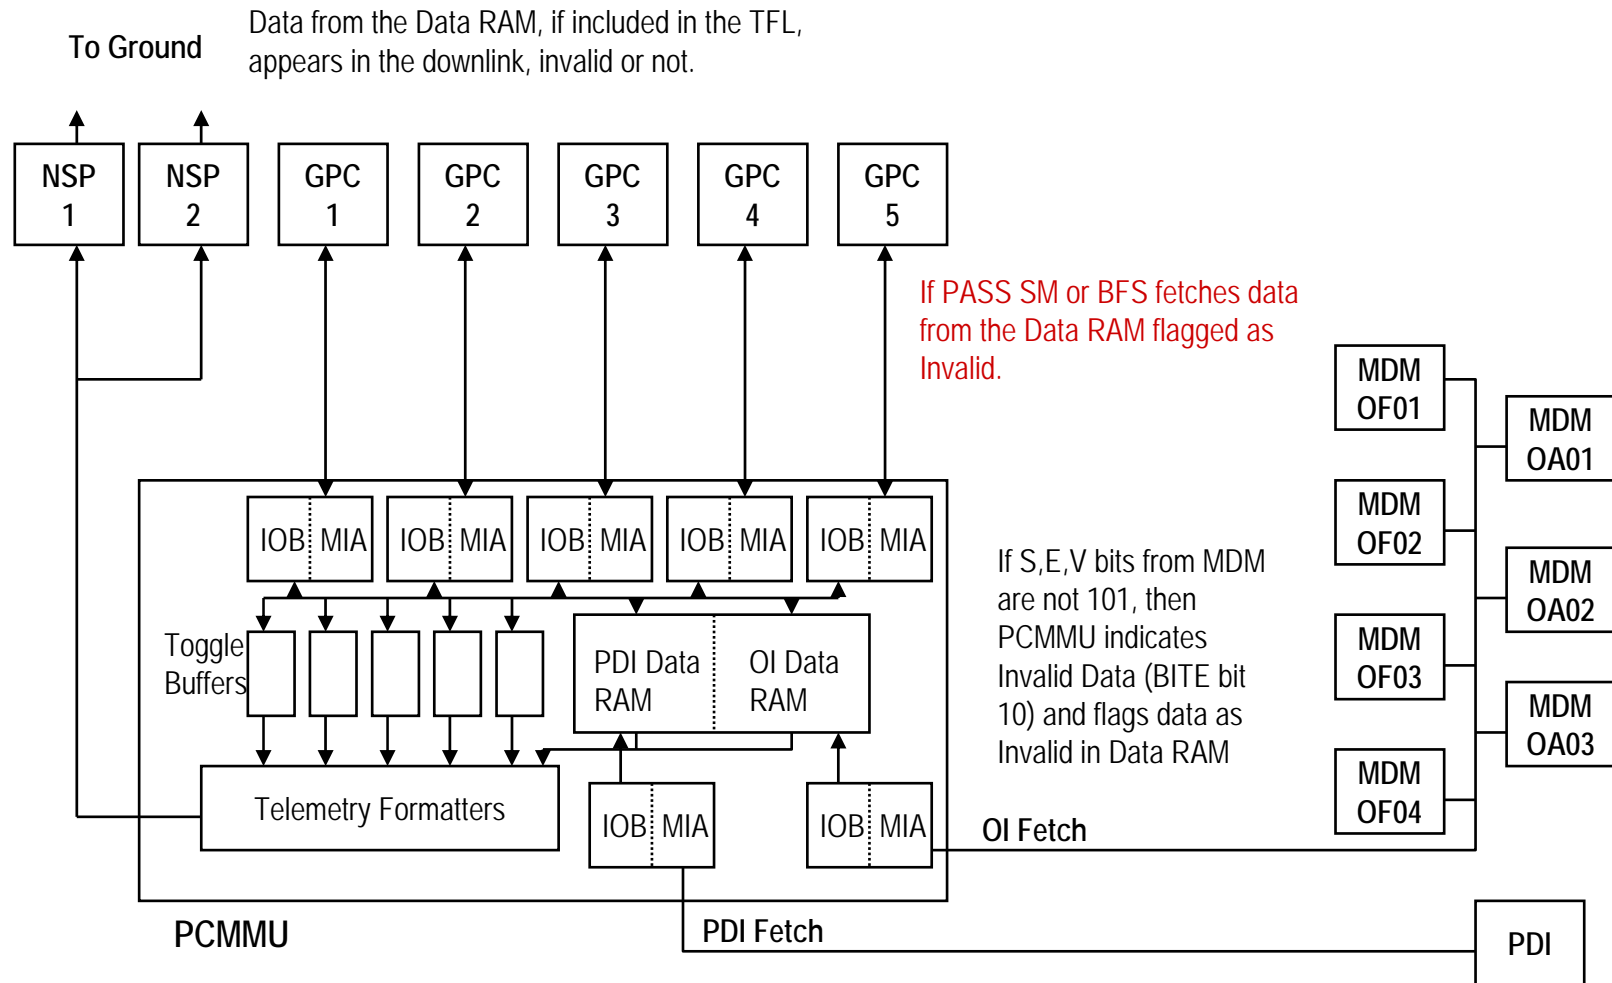 Data from the Data RAM, if included in the TFL,
To Ground
appears in the downlink, invalid or not.
NSP
1
NSP
2
GPC
1
GPC
2
GPC
3
GPC
4
GPC
5
If PASS SM or BFS fetches data
from the Data RAM flagged as
Invalid.
MDM
OF01
MDM
OA01
MDM
OF02
MDM
OA02
MDM
OF03
MDM
OA03
MDM
OF04
IOB MIA
IOB MIA
IOB MIA
IOB MIA
IOB MIA
If S,E,V bits from MDM
are not 101, then
PCMMU indicates
Invalid Data (BITE bit
10) and flags data as
Invalid in Data RAM
Toggle
Buffers
PDI Data
RAM
OI Data
RAM
Telemetry Formatters
IOB MIA
IOB MIA
OI Fetch
PCMMU
PDI Fetch
PDI